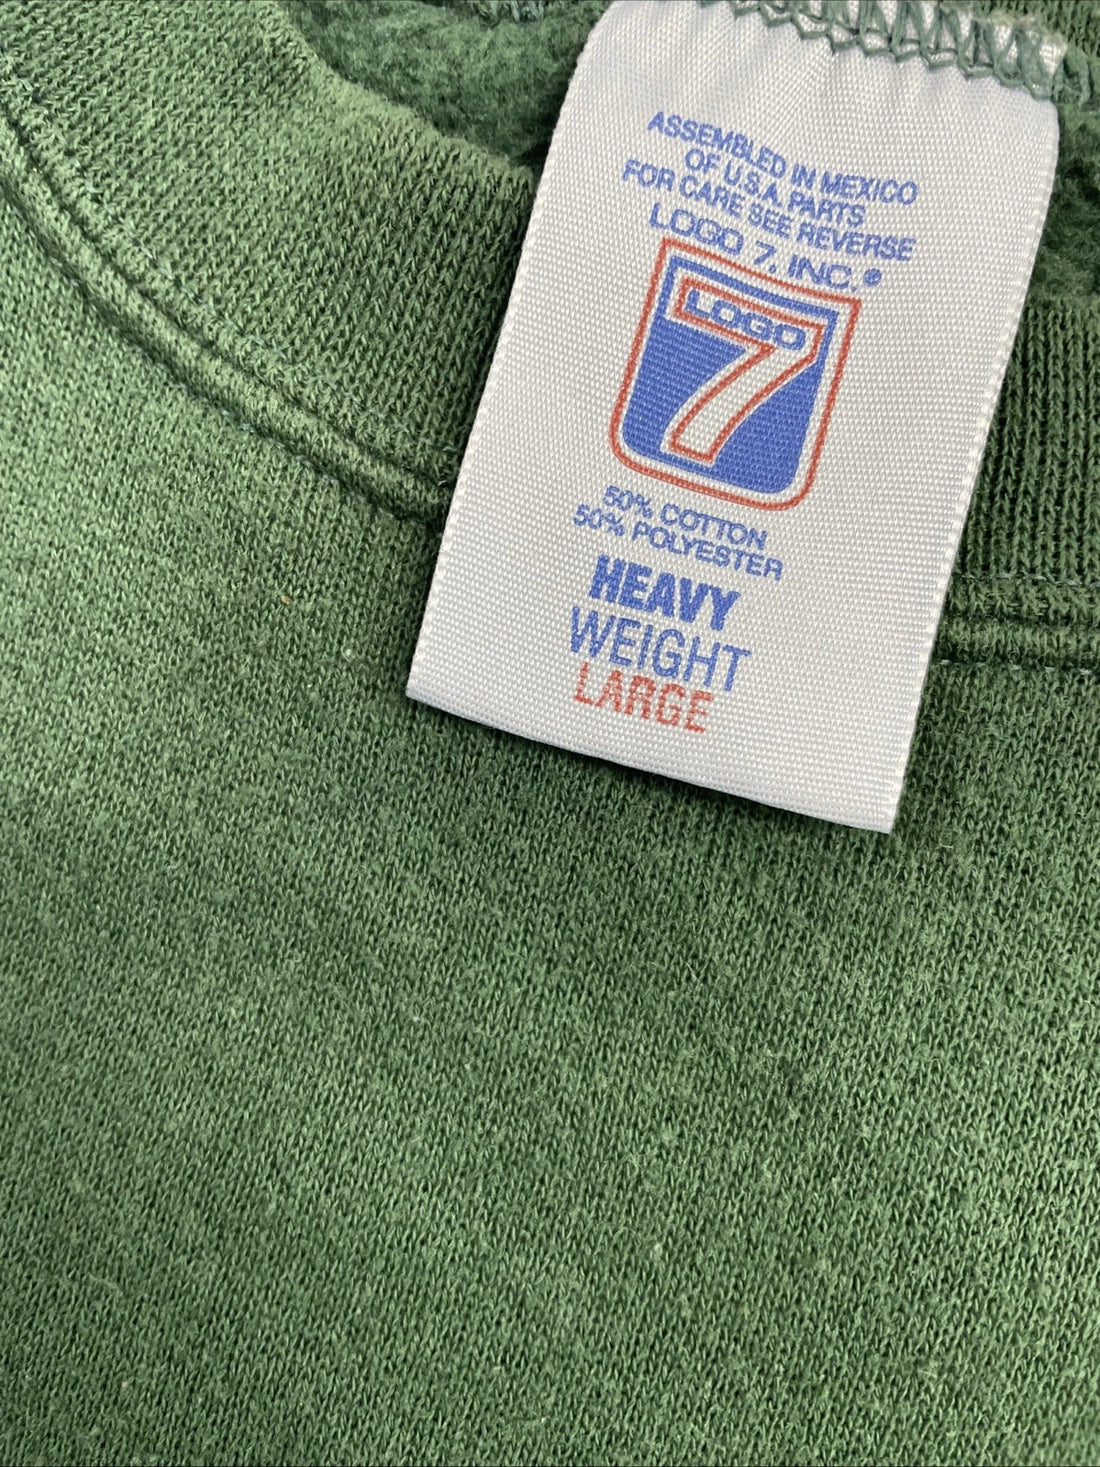 ASSEMBLED IN MEXICO
OF U.S.A. PARTS
FOR CARE SEE REVERSE
LOGO 7, INC.®
LOGO
7
50% COTTON
50% POLYESTER
HEAVY
WEIGHT
LARGE